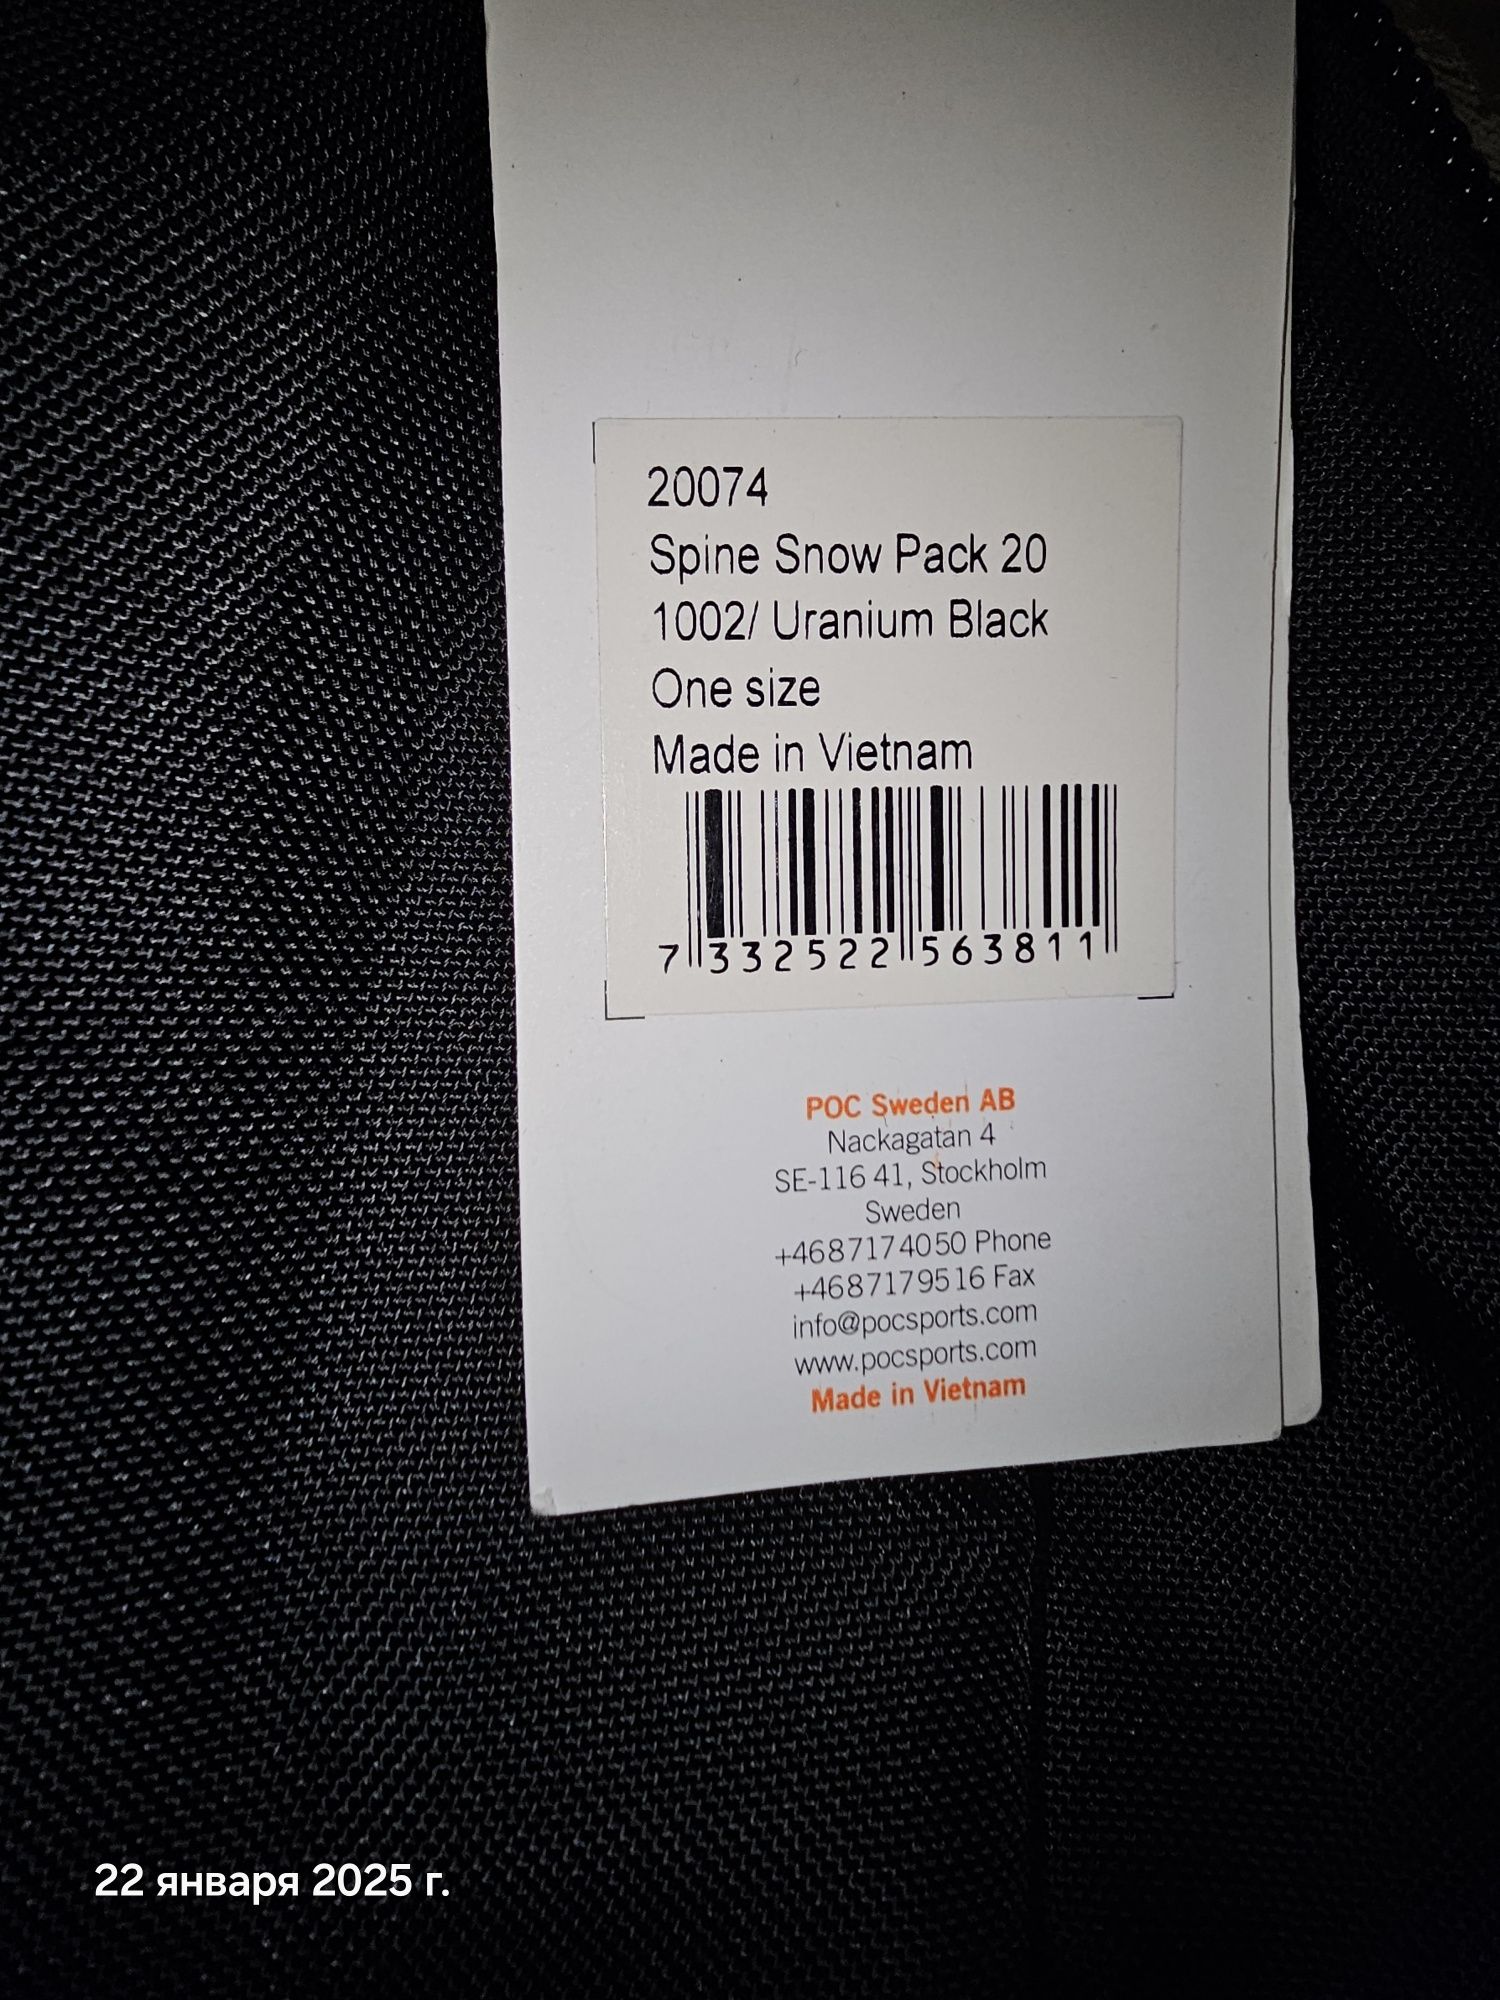 20074
Spine Snow Pack 20
1002/ Uranium Black
One size
Made in Vietnam
7 332522 563811
POC Sweden AB
Nackagatan 4
SE-116 41, Stockholm
Sweden
+4687174050 Phone
+4687179516 Fax
info@pocsports.com
www.pocsports.com
Made in Vietnam
22 января 2025 г.